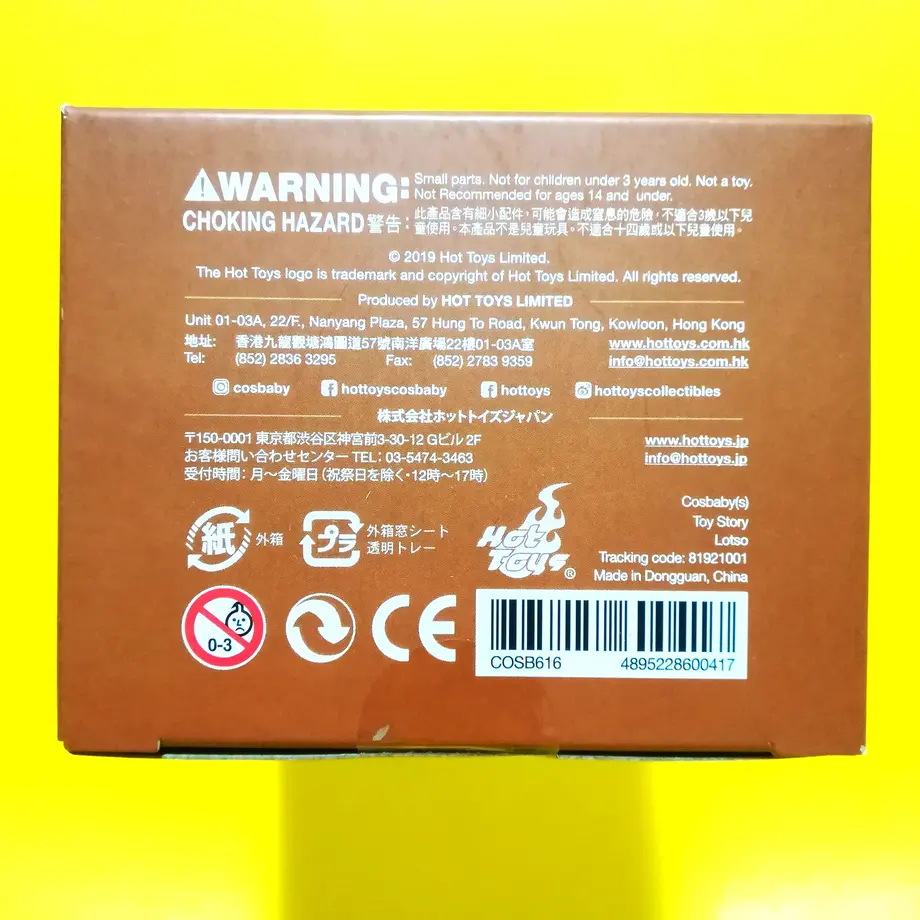 WARNING: Small parts. Not for children under 3 years old. Not a toy.
Not Recommended for ages 14 and under.
CHOKING HAZARD 警告: 此產品含有細小配件,可能會造成窒息的危險,不適合3歲以下兒
童使用。本產品不是兒童玩具。不適合十四歲或以下兒童使用。
© 2019 Hot Toys Limited.
The Hot Toys logo is trademark and copyright of Hot Toys Limited. All rights reserved.
Produced by HOT TOYS LIMITED
Unit 01-03A, 22/F., Nanyang Plaza, 57 Hung To Road, Kwun Tong, Kowloon, Hong Kong
地址: 香港九龍觀塘鴻圖道57號南洋廣場22樓01-03A室 www.hottoys.com.hk
Tel: (852) 2836 3295 Fax: (852) 2783 9359 info@hottoys.com.hk
cosbaby hottoyscosbaby hottoys hottoyscollectibles
株式会社ホットトイズジャパン
〒150-0001 東京都渋谷区神宮前3-30-12 Gビル 2F www.hottoys.jp
お客様問い合わせセンター TEL: 03-5474-3463 info@hottoys.jp
受付時間: 月〜金曜日(祝祭日を除く・12時〜17時)
紙 外箱 プラ 外箱窓シート
透明トレー
Hot Toys ®
Cosbaby(s)
Toy Story
Lotso
Tracking code: 81921001
Made in Dongguan, China
0-3 CE
COSB616 4895228600417